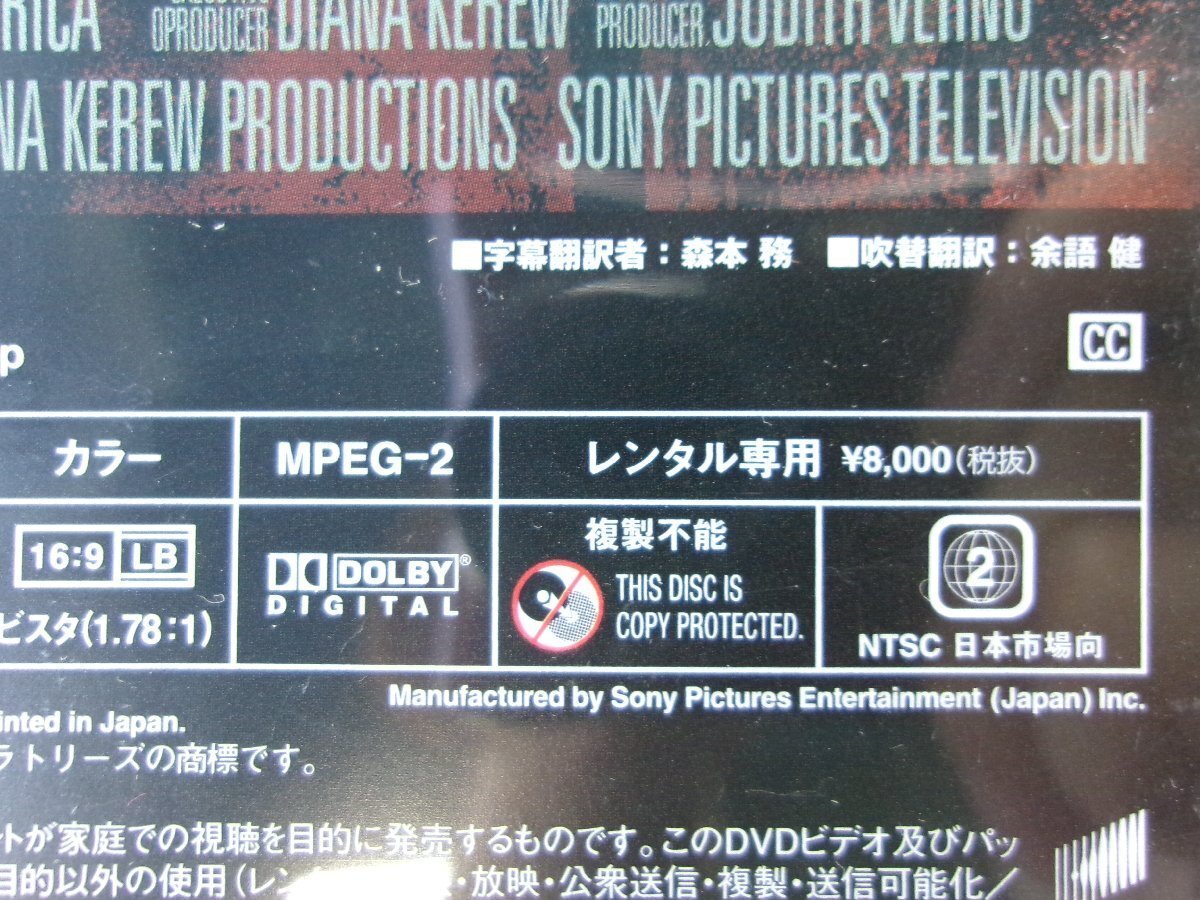 RICA OPRODUCER DIANA KEREW PRODUCER JUDITH VERNO
NA KEREW PRODUCTIONS SONY PICTURES TELEVISION
■字幕翻訳者：森本 務 ■吹替翻訳：余語 健
p
CC
カラー MPEG-2 レンタル専用 ¥8,000(税抜)
16:9 LB
ビスタ(1.78:1)
DOLBY®
DIGITAL
複製不能
THIS DISC IS
COPY PROTECTED.
2
NTSC 日本市場向
Manufactured by Sony Pictures Entertainment (Japan) Inc.
inted in Japan.
ラトリーズの商標です。
トが家庭での視聴を目的に発売するものです。このDVDビデオ及びパッ
目的以外の使用(レン・放映・公衆送信・複製・送信可能化／